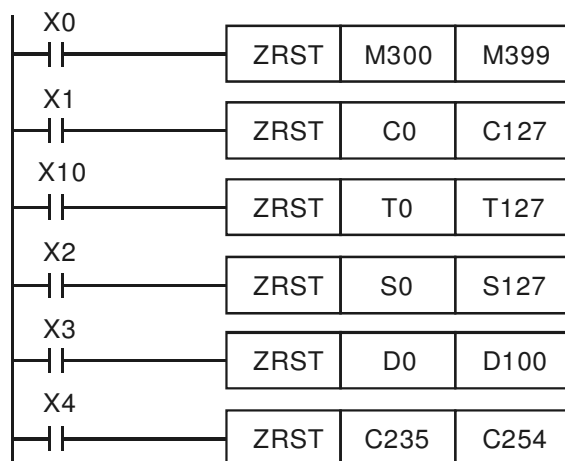 X0
ZRST M300 M399
X1
ZRST C0 C127
X10
ZRST T0 T127
X2
ZRST S0 S127
X3
ZRST D0 D100
X4
ZRST C235 C254